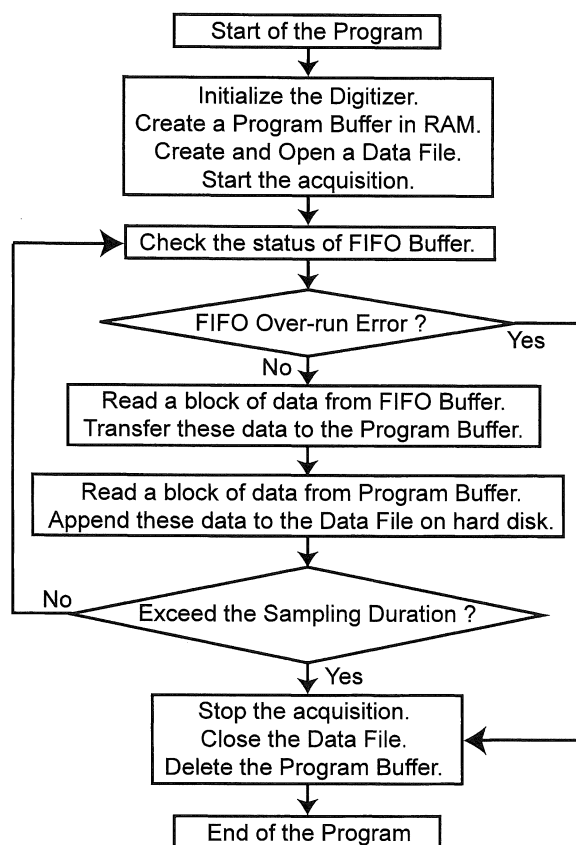 Start of the Program
Initialize the Digitizer.
Create a Program Buffer in RAM.
Create and Open a Data File.
Start the acquisition.
Check the status of FIFO Buffer.
FIFO Over-run Error ?
Yes
No
Read a block of data from FIFO Buffer.
Transfer these data to the Program Buffer.
Read a block of data from Program Buffer.
Append these data to the Data File on hard disk.
No
Exceed the Sampling Duration ?
Yes
Stop the acquisition.
Close the Data File.
Delete the Program Buffer.
End of the Program